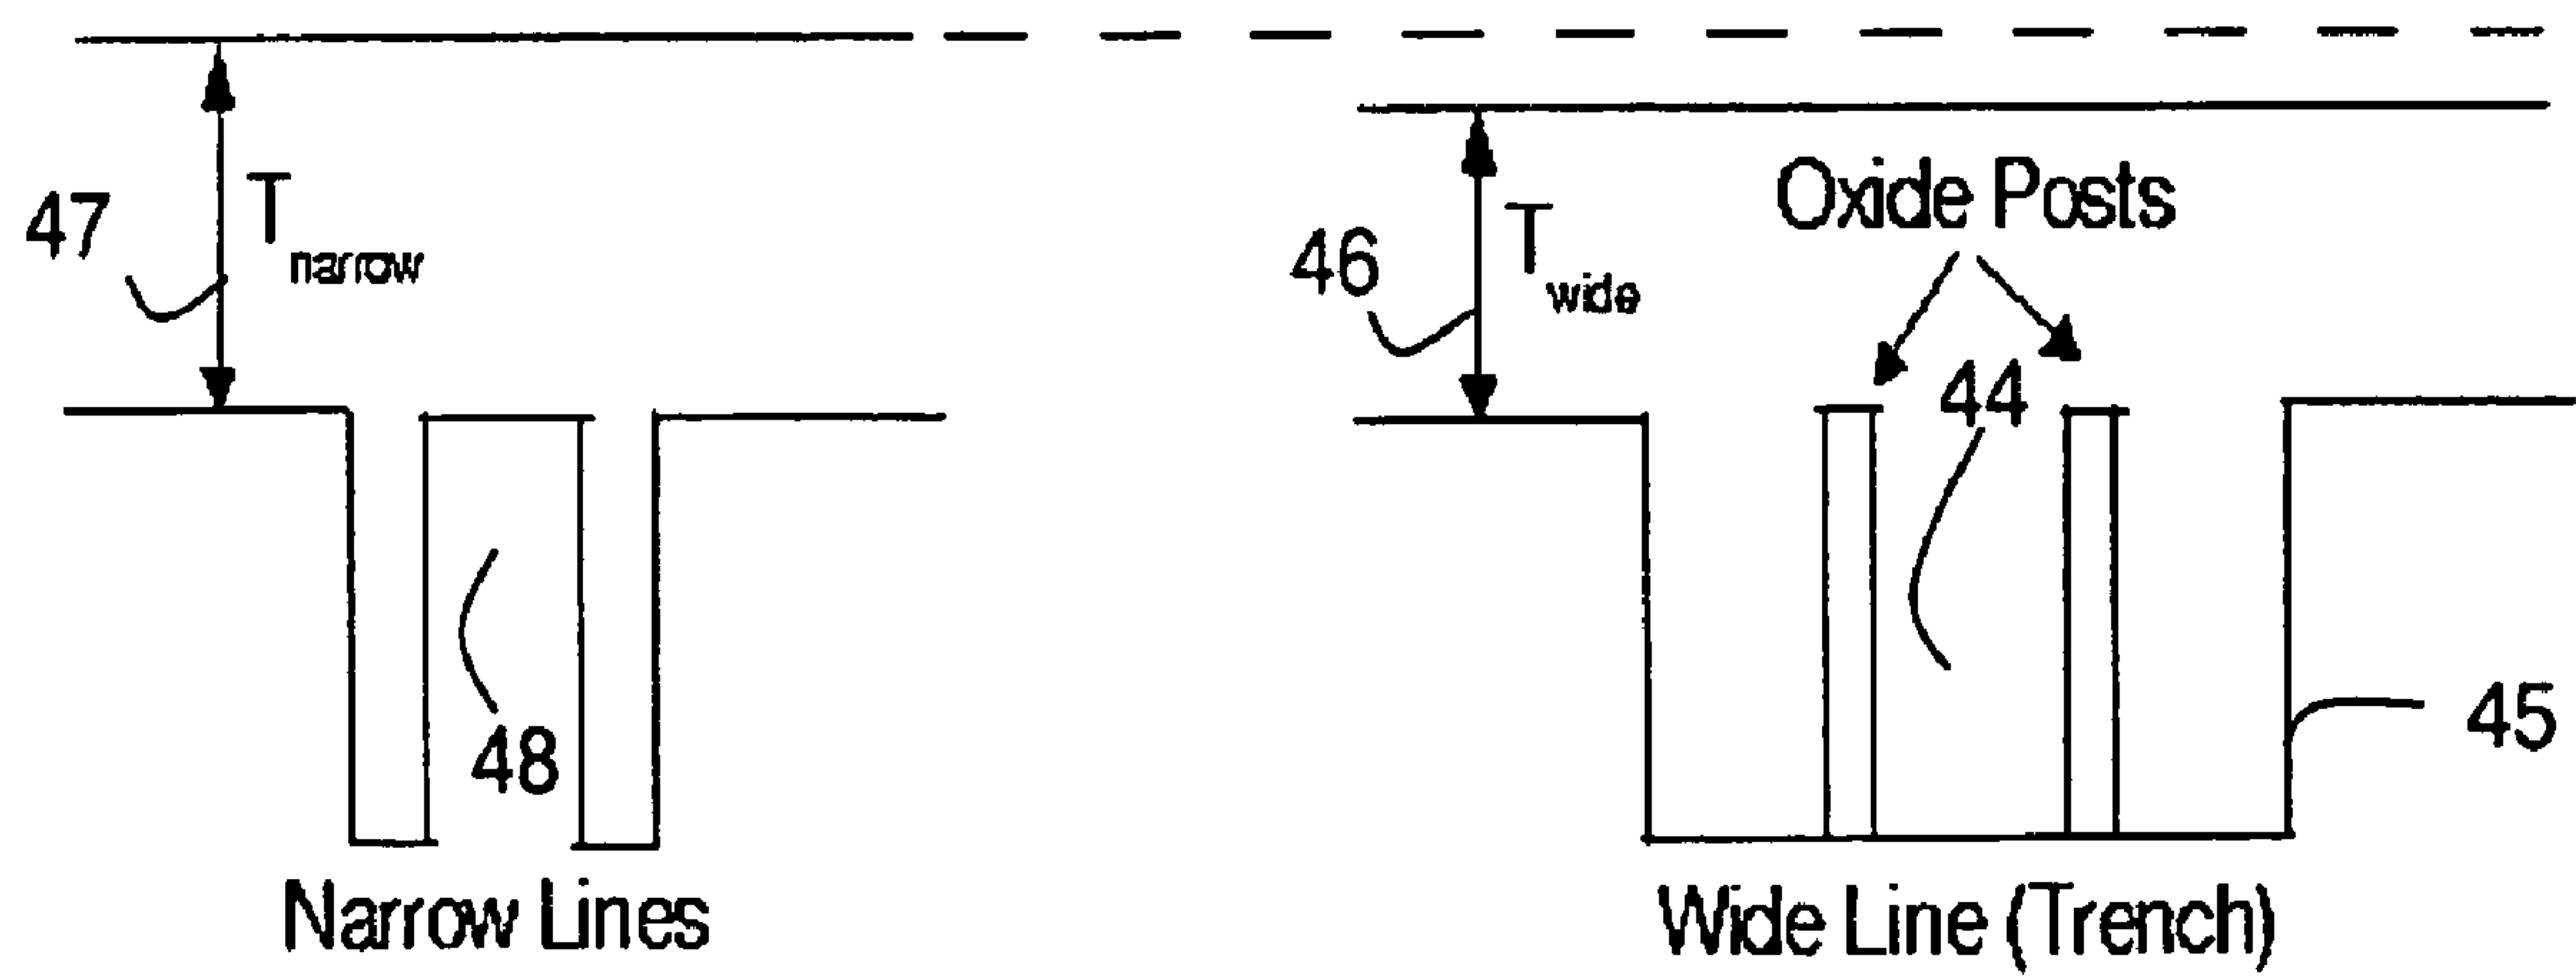 47
T narrow
46
T wide
Oxide Posts
44
48
45
Narrow Lines
Wide Line (Trench)